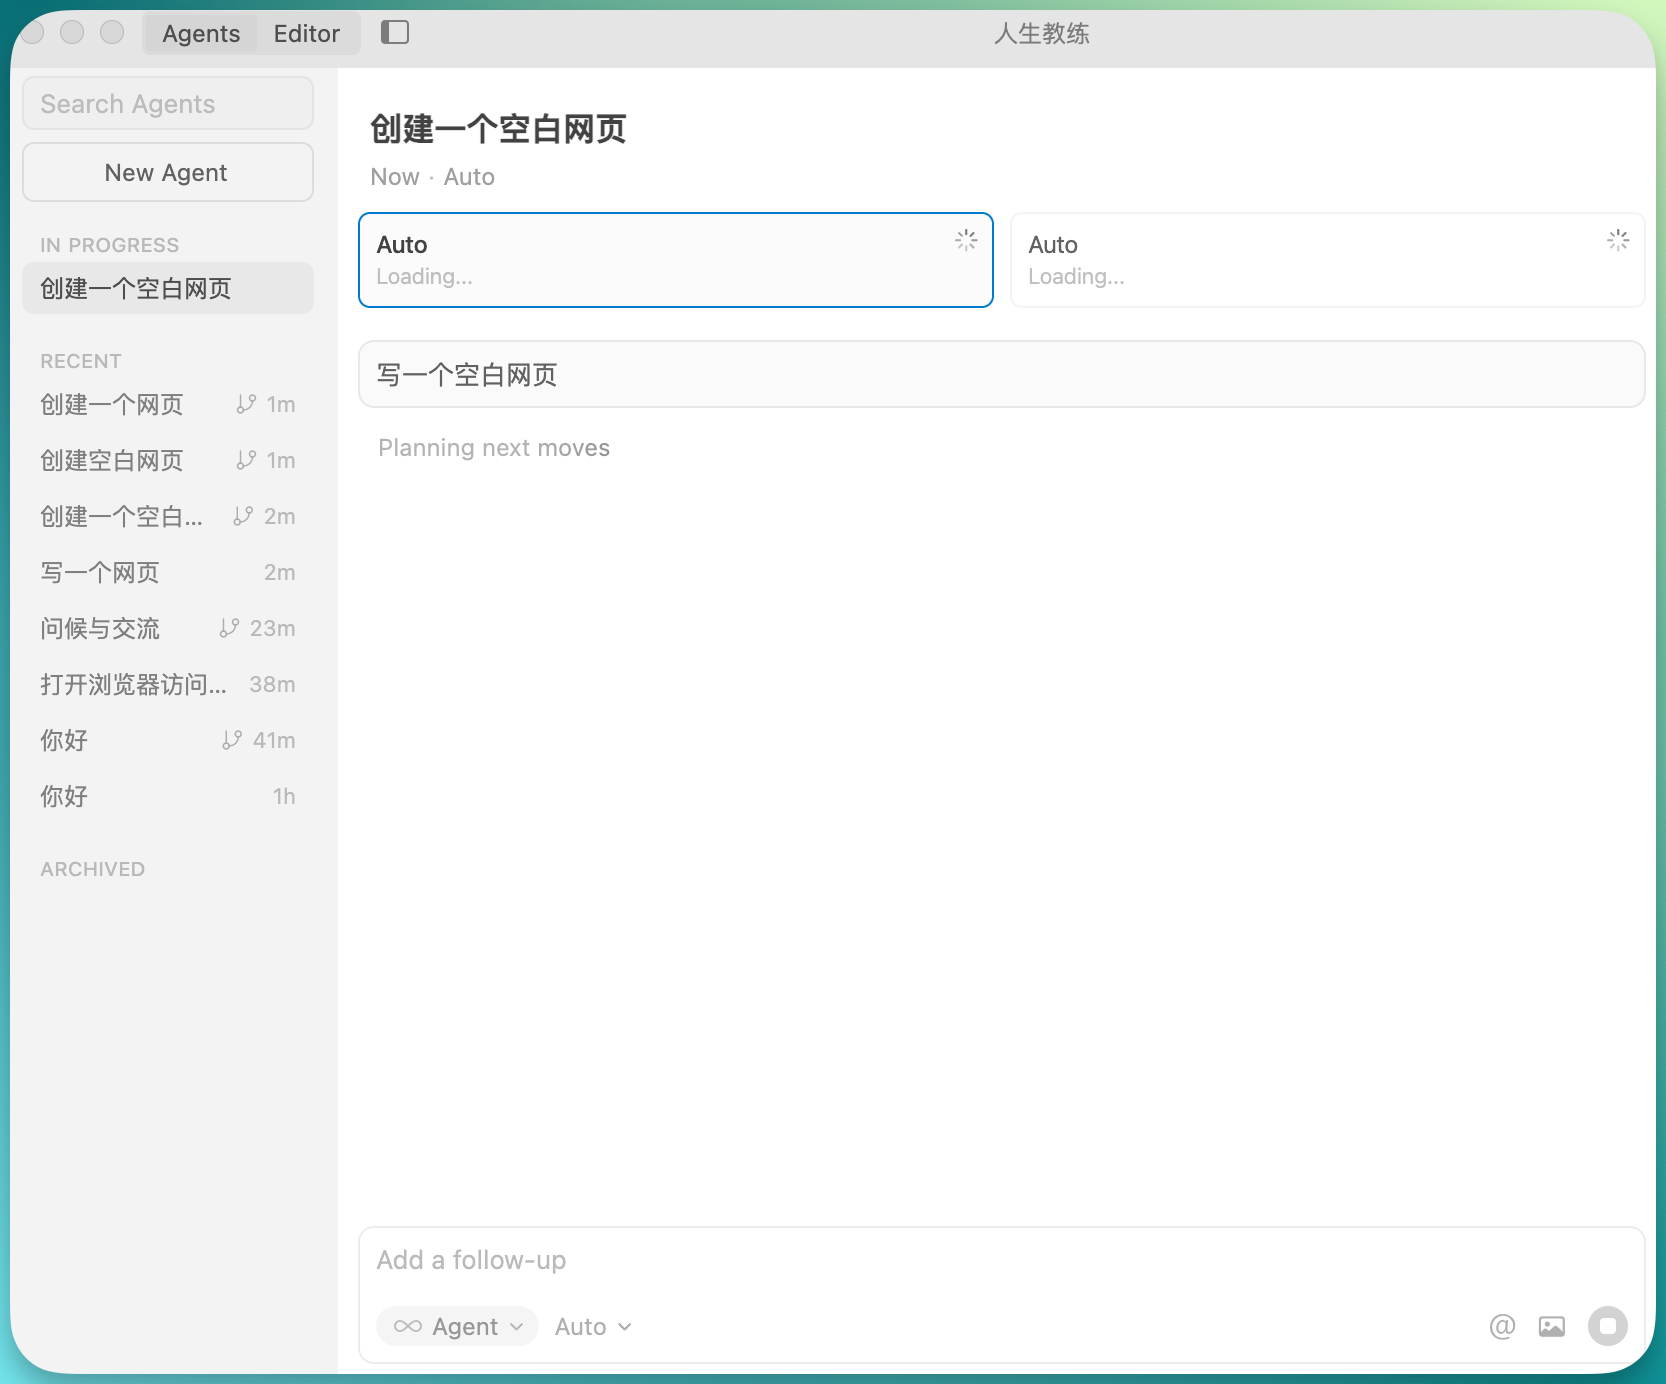 Agents Editor
人生教练
Search Agents
New Agent
IN PROGRESS
创建一个空白网页
RECENT
创建一个网页 1m
创建空白网页 1m
创建一个空白... 2m
写一个网页 2m
问候与交流 23m
打开浏览器访问... 38m
你好 41m
你好 1h
ARCHIVED
创建一个空白网页
Now · Auto
Auto
Loading...
Auto
Loading...
写一个空白网页
Planning next moves
Add a follow-up
Agent Auto